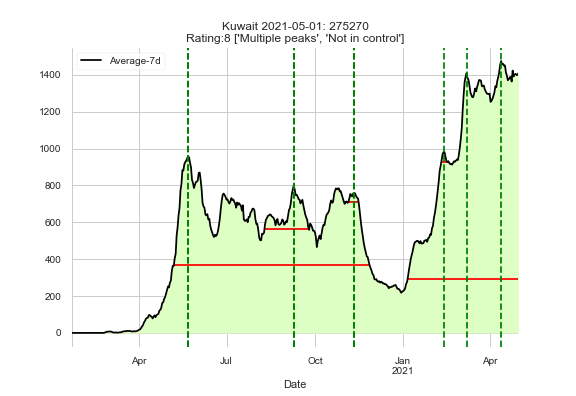 Kuwait 2021-05-01: 275270
Rating:8 ['Multiple peaks', 'Not in control']
Average-7d
1400
1200
1000
800
600
400
200
0
Apr Jul Oct Jan Apr
2021
Date